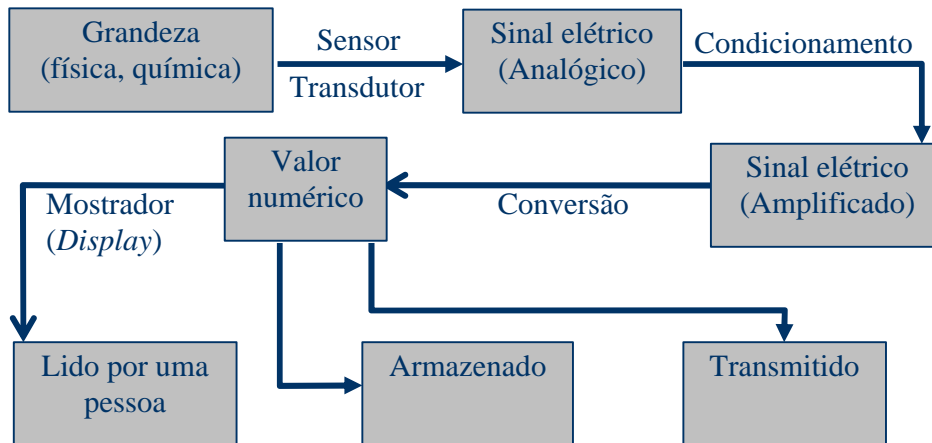 Grandeza
(física, química)
Sensor
Transdutor
Sinal elétrico
(Analógico)
Condicionamento
Sinal elétrico
(Amplificado)
Conversão
Valor
numérico
Mostrador
(Display)
Lido por uma
pessoa
Armazenado
Transmitido